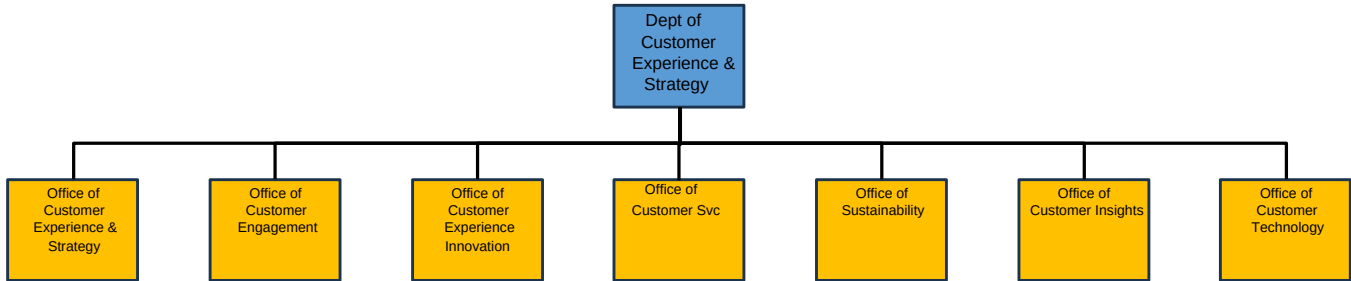 Dept of
Customer
Experience &
Strategy
Office of
Customer
Experience &
Strategy
Office of
Customer
Engagement
Office of
Customer
Experience
Innovation
Office of
Customer Svc
Office of
Sustainability
Office of
Customer Insights
Office of
Customer
Technology